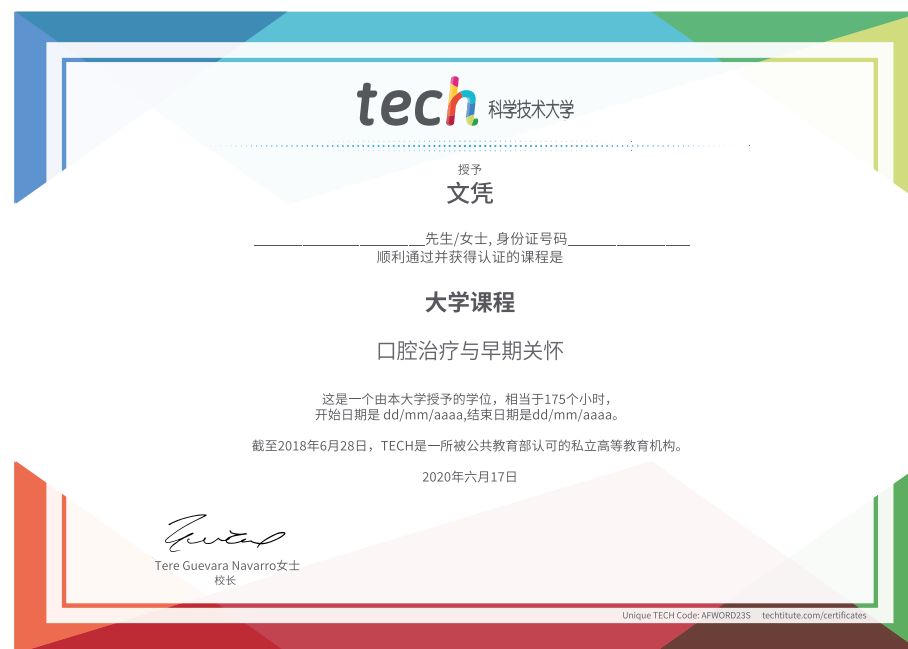 tech 科学技术大学
授予
文凭
________________________先生/女士, 身份证号码_________________
顺利通过并获得认证的课程是
大学课程
口腔治疗与早期关怀
这是一个由本大学授予的学位，相当于175个小时，
开始日期是 dd/mm/aaaa,结束日期是dd/mm/aaaa。
截至2018年6月28日，TECH是一所被公共教育部认可的私立高等教育机构。
2020年六月17日
Tere Guevara Navarro女士
校长
Unique TECH Code: AFWORD23S techtitute.com/certificates